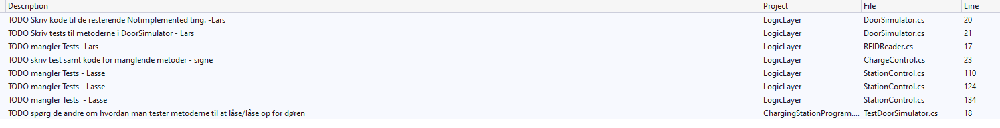 Description Project File Line
TODO Skriv kode til de resterende Notimplemented ting. -Lars LogicLayer DoorSimulator.cs 20
TODO Skriv tests til metoderne i DoorSimulator - Lars LogicLayer DoorSimulator.cs 21
TODO mangler Tests -Lars LogicLayer RFIDReader.cs 17
TODO skriv test samt kode for manglende metoder - signe LogicLayer ChargeControl.cs 23
TODO mangler Tests - Lasse LogicLayer StationControl.cs 110
TODO mangler Tests - Lasse LogicLayer StationControl.cs 124
TODO mangler Tests  - Lasse LogicLayer StationControl.cs 134
TODO spørg de andre om hvordan man tester metoderne til at låse/låse op for døren ChargingStationProgram.... TestDoorSimulator.cs 18